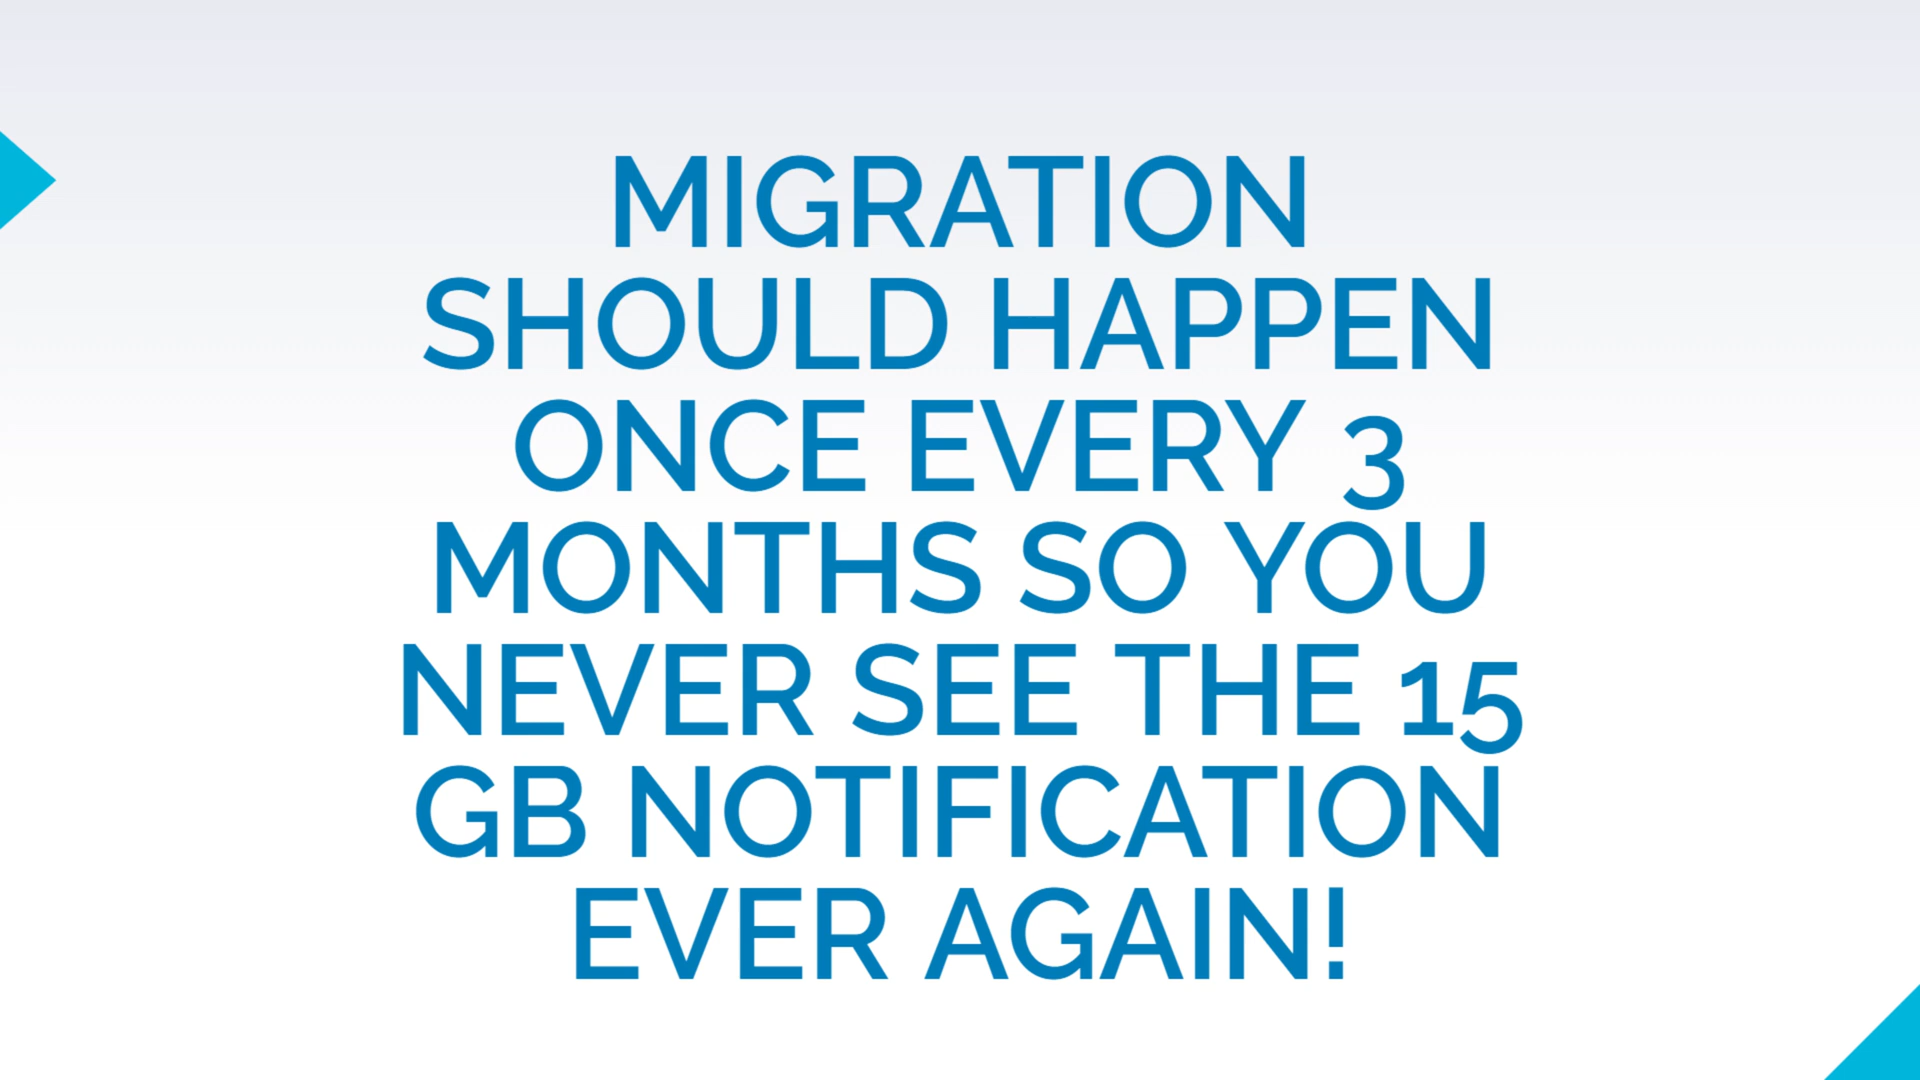 MIGRATION
SHOULD HAPPEN
ONCE EVERY 3
MONTHS SO YOU
NEVER SEE THE 15
GB NOTIFICATION
EVER AGAIN!